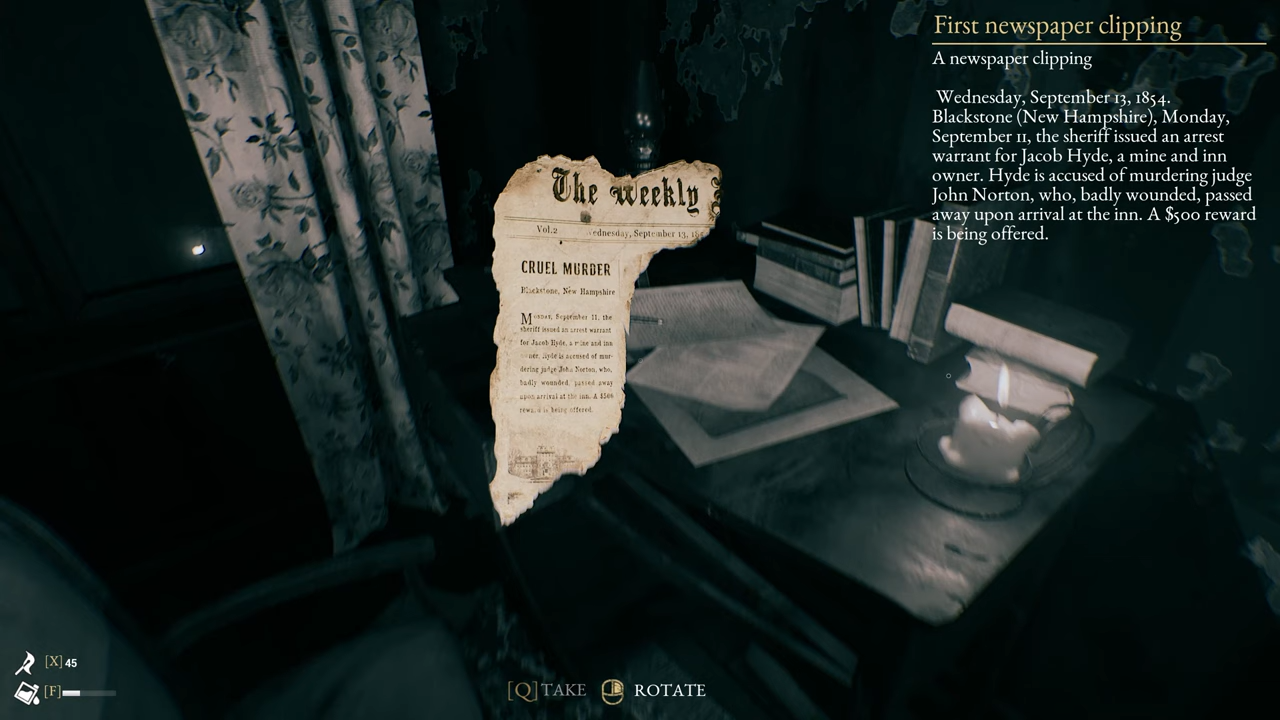 First newspaper clipping
A newspaper clipping
Wednesday, September 13, 1854.
Blackstone (New Hampshire), Monday,
September 11, the sheriff issued an arrest
warrant for Jacob Hyde, a mine and inn
owner. Hyde is accused of murdering judge
John Norton, who, badly wounded, passed
away upon arrival at the inn. A $500 reward
is being offered.
The Weekly
Vol.2 ednesday, September 13, 18
CRUEL MURDER
Blackstone, New Hampshire
Monday, September 11, the
sheriff issued an arrest warrant
for Jacob Hyde, a mine and inn
ner. Hyde is accused of mur-
dering judge John Norton, who,
badly wounded, passed away
upon arrival at the inn. A $500
reward is being offered.
[X] 45
[F]
[Q] TAKE ROTATE